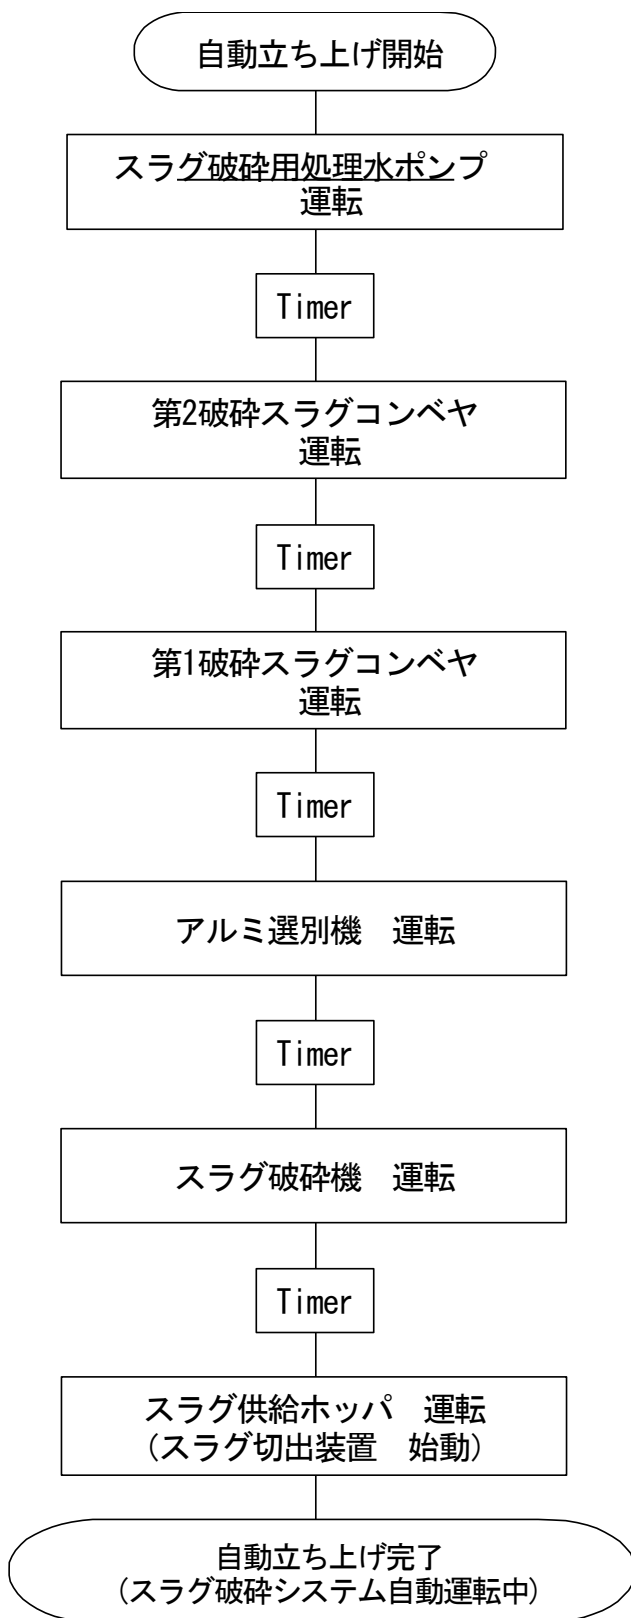 自動立ち上げ開始
スラグ破砕用処理水ポンプ
運転
Timer
第2破砕スラグコンベヤ
運転
Timer
第1破砕スラグコンベヤ
運転
Timer
アルミ選別機　運転
Timer
スラグ破砕機　運転
Timer
スラグ供給ホッパ　運転
(スラグ切出装置　始動)
自動立ち上げ完了
(スラグ破砕システム自動運転中)